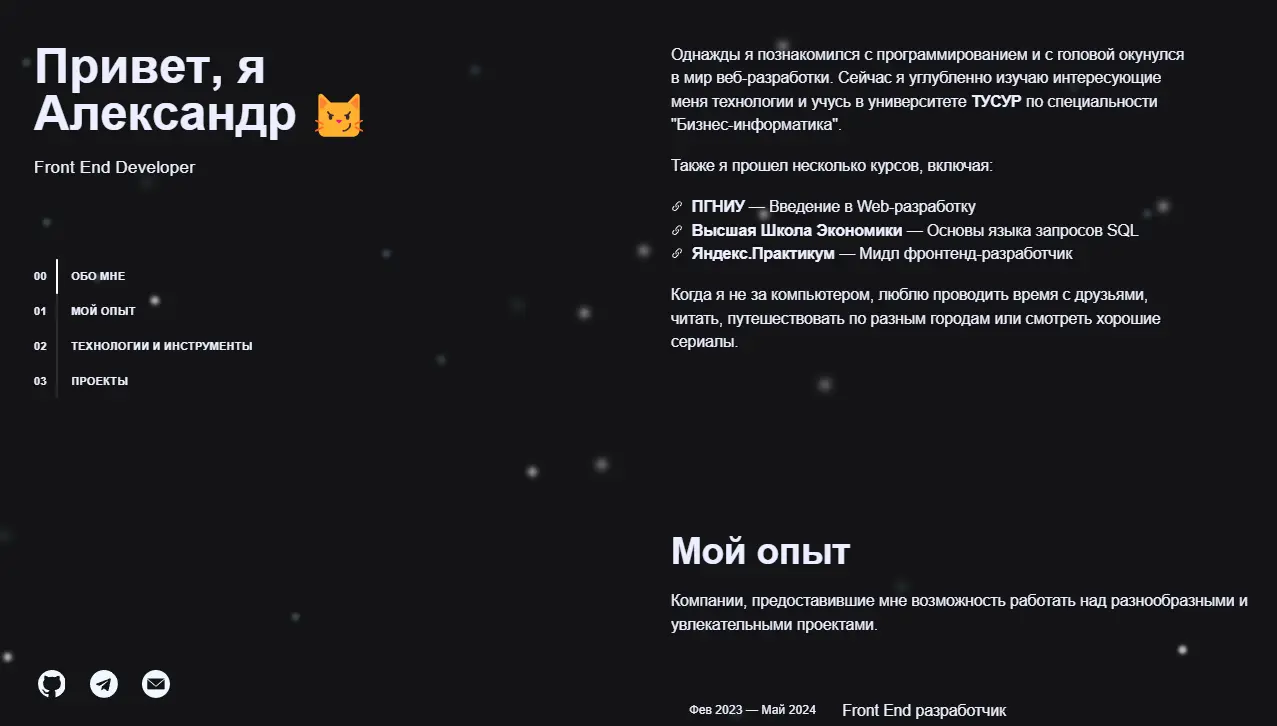 Привет, я
Александр
Front End Developer
00 ОБО МНЕ
01 МОЙ ОПЫТ
02 ТЕХНОЛОГИИ И ИНСТРУМЕНТЫ
03 ПРОЕКТЫ
Однажды я познакомился с программированием и с головой окунулся
в мир веб-разработки. Сейчас я углубленно изучаю интересующие
меня технологии и учусь в университете ТУСУР по специальности
"Бизнес-информатика".
Также я прошел несколько курсов, включая:
ПГНИУ — Введение в Web-разработку
Высшая Школа Экономики — Основы языка запросов SQL
Яндекс.Практикум — Мидл фронтенд-разработчик
Когда я не за компьютером, люблю проводить время с друзьями,
читать, путешествовать по разным городам или смотреть хорошие
сериалы.
Мой опыт
Компании, предоставившие мне возможность работать над разнообразными и
увлекательными проектами.
Фев 2023 — Май 2024 Front End разработчик